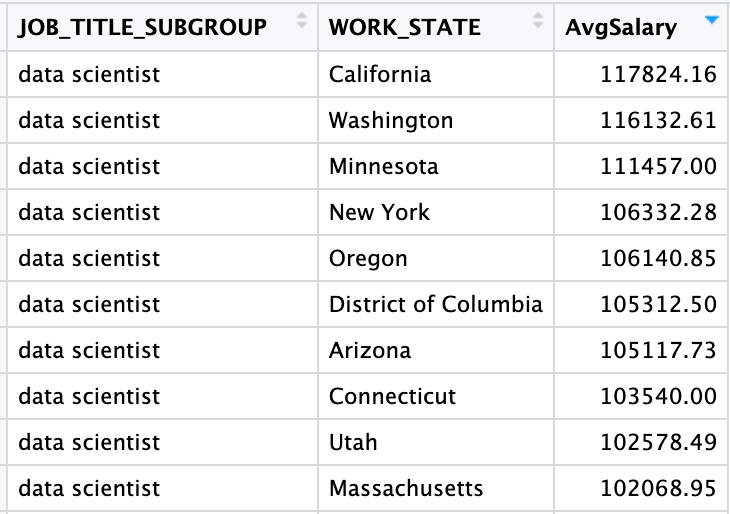 JOB_TITLE_SUBGROUP WORK_STATE AvgSalary
data scientist California 117824.16
data scientist Washington 116132.61
data scientist Minnesota 111457.00
data scientist New York 106332.28
data scientist Oregon 106140.85
data scientist District of Columbia 105312.50
data scientist Arizona 105117.73
data scientist Connecticut 103540.00
data scientist Utah 102578.49
data scientist Massachusetts 102068.95